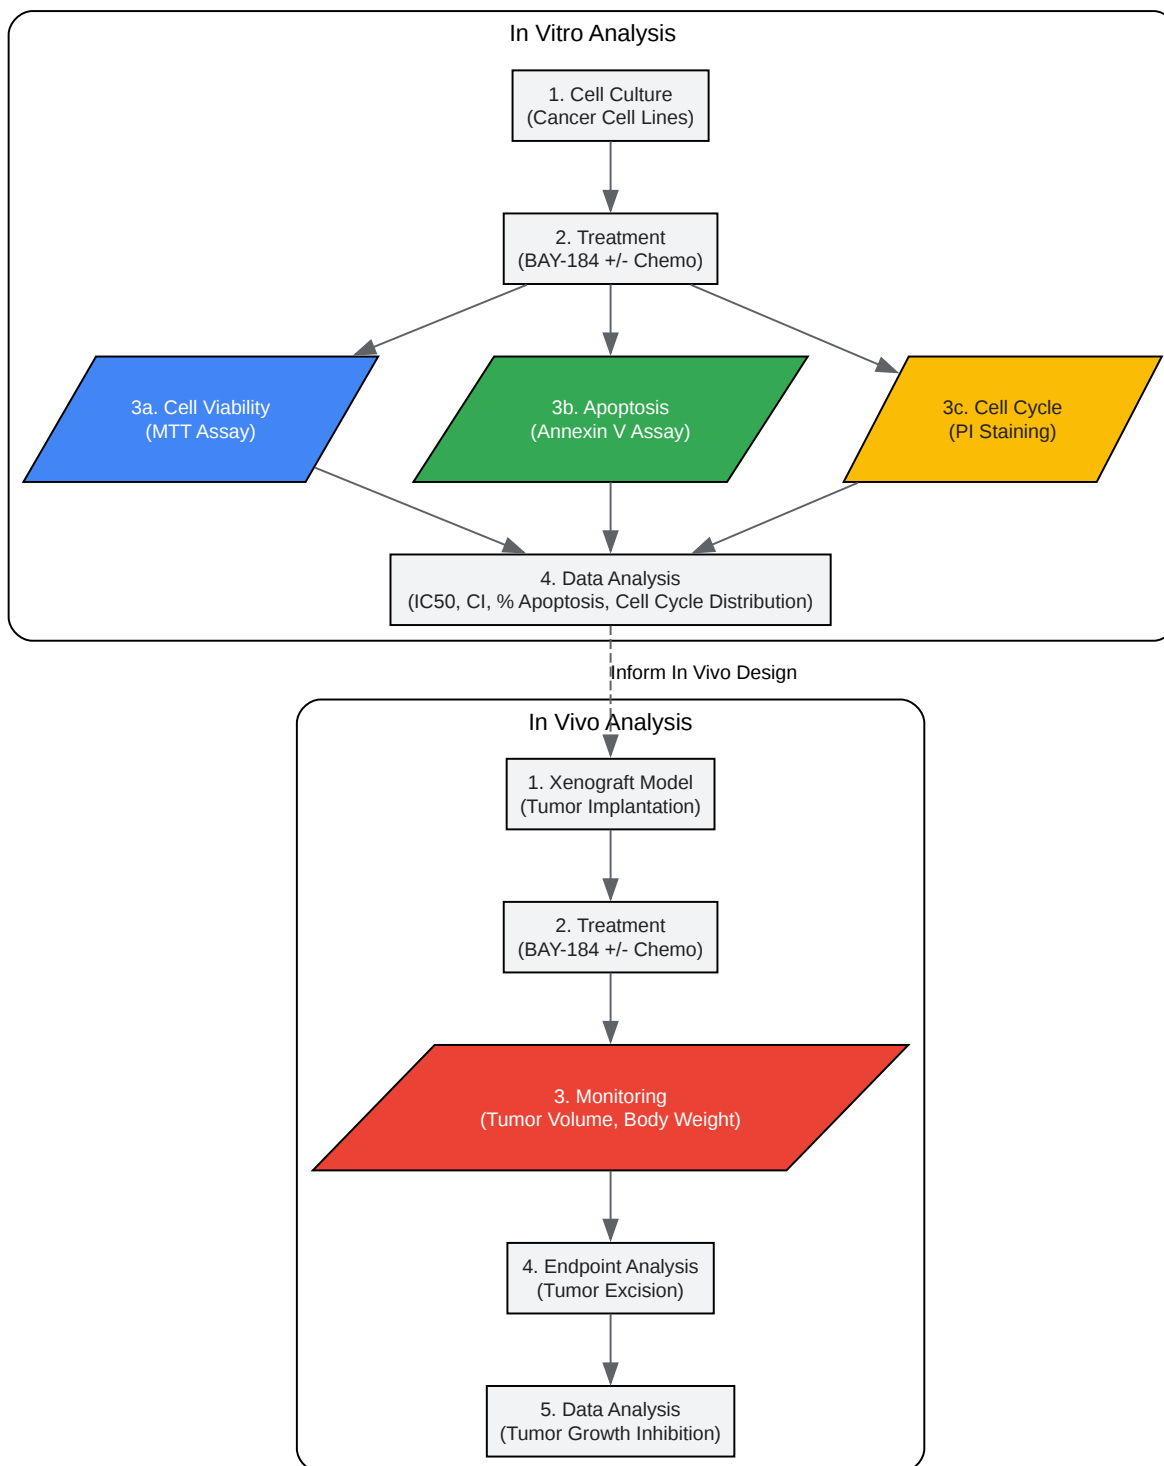 In Vitro Analysis
1. Cell Culture
(Cancer Cell Lines)
2. Treatment
(BAY-184 +/- Chemo)
3a. Cell Viability
(MTT Assay)
3b. Apoptosis
(Annexin V Assay)
3c. Cell Cycle
(PI Staining)
4. Data Analysis
(IC50, CI, % Apoptosis, Cell Cycle Distribution)
Inform In Vivo Design
In Vivo Analysis
1. Xenograft Model
(Tumor Implantation)
2. Treatment
(BAY-184 +/- Chemo)
3. Monitoring
(Tumor Volume, Body Weight)
4. Endpoint Analysis
(Tumor Excision)
5. Data Analysis
(Tumor Growth Inhibition)